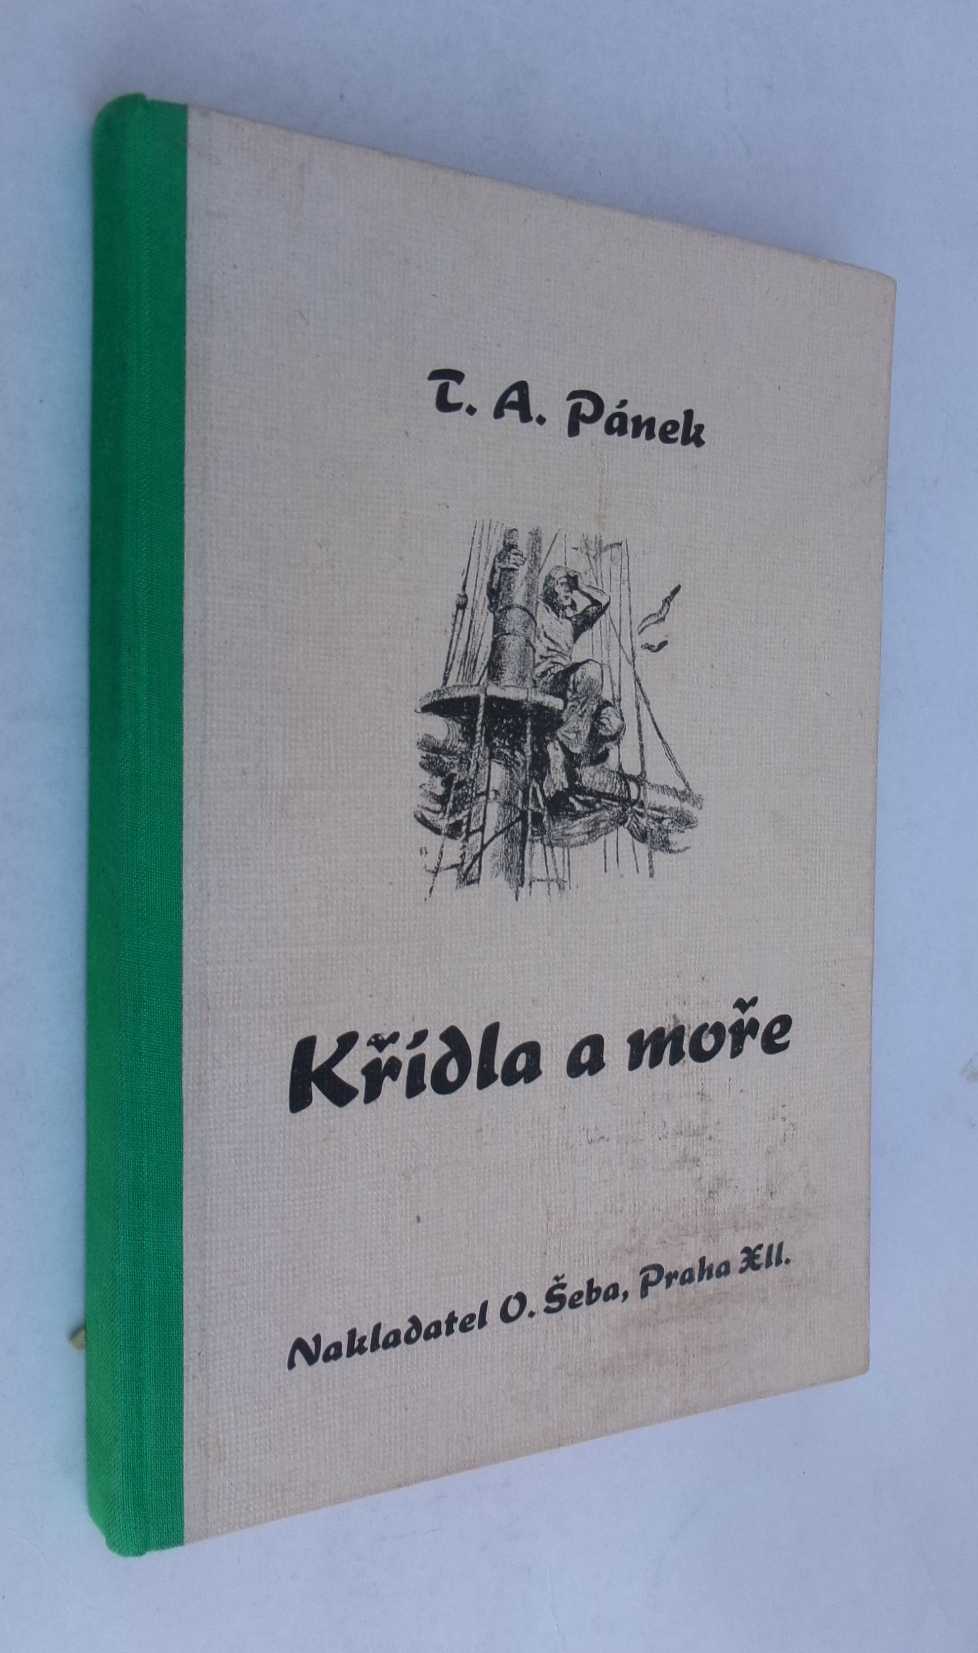 T. A. Pánek
Křídla a moře
Nakladatel O. Šeba, Praha XII.